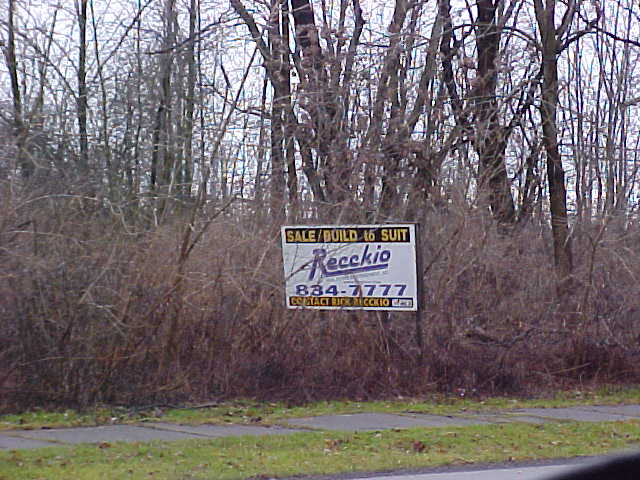 SALE/BUILD to SUIT
Recckio
834-7777
CONTACT RICK RECCKIO